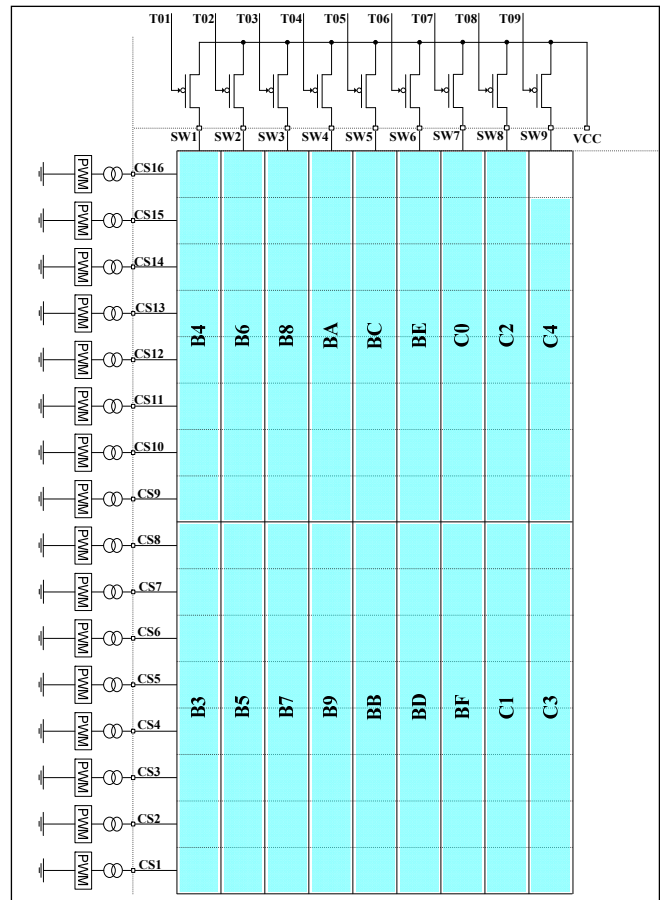 T01 T02 T03 T04 T05 T06 T07 T08 T09
SW1 SW2 SW3 SW4 SW5 SW6 SW7 SW8 SW9 VCC
PWM CS16
PWM CS15
PWM CS14
PWM CS13
B4 B6 B8 BA BC BE C0 C2 C4
PWM CS12
PWM CS11
PWM CS10
PWM CS9
PWM CS8
PWM CS7
PWM CS6
PWM CS5
B3 B5 B7 B9 BB BD BF C1 C3
PWM CS4
PWM CS3
PWM CS2
PWM CS1